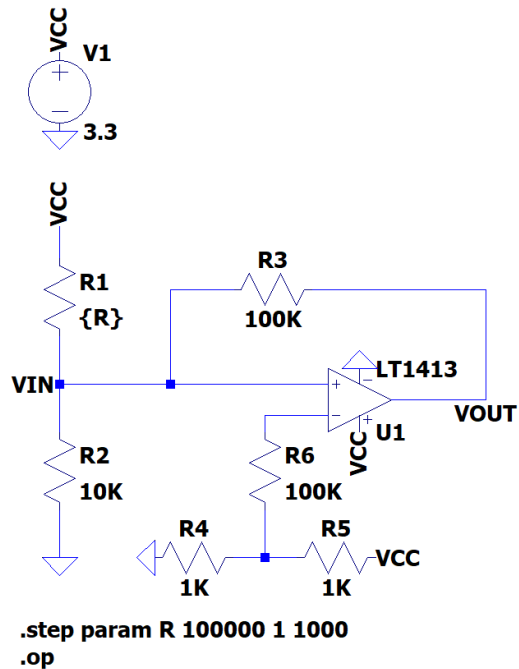 VCC
V1
+
−
3.3
VCC
R1
{R}
R3
100K
VIN
LT1413
+
−
−
+
VOUT
U1
VCC
R2
10K
R6
100K
R4
R5
VCC
1K
1K
.step param R 100000 1 1000
.op